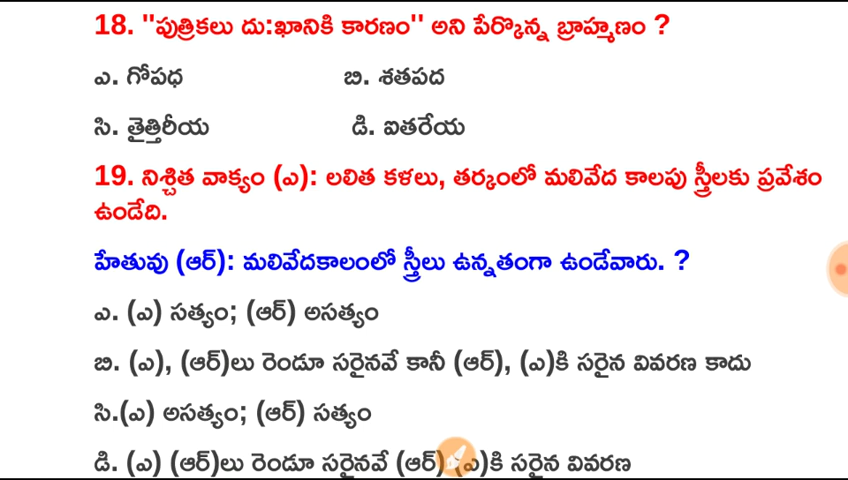 18. "పుత్రికలు దు:ఖానికి కారణం" అని పేర్కొన్న బ్రాహ్మణం ?
ఎ. గోపధ బి. శతపద
సి. తైత్తిరీయ డి. ఐతరేయ
19. నిశ్చిత వాక్యం (ఎ): లలిత కళలు, తర్కంలో మలివేద కాలపు స్త్రీలకు ప్రవేశం
ఉండేది.
హేతువు (ఆర్): మలివేదకాలంలో స్త్రీలు ఉన్నతంగా ఉండేవారు. ?
ఎ. (ఎ) సత్యం; (ఆర్) అసత్యం
బి. (ఎ), (ఆర్)లు రెండూ సరైనవే కానీ (ఆర్), (ఎ)కి సరైన వివరణ కాదు
సి.(ఎ) అసత్యం; (ఆర్) సత్యం
డి. (ఎ) (ఆర్)లు రెండూ సరైనవే (ఆర్) (ఎ)కి సరైన వివరణ